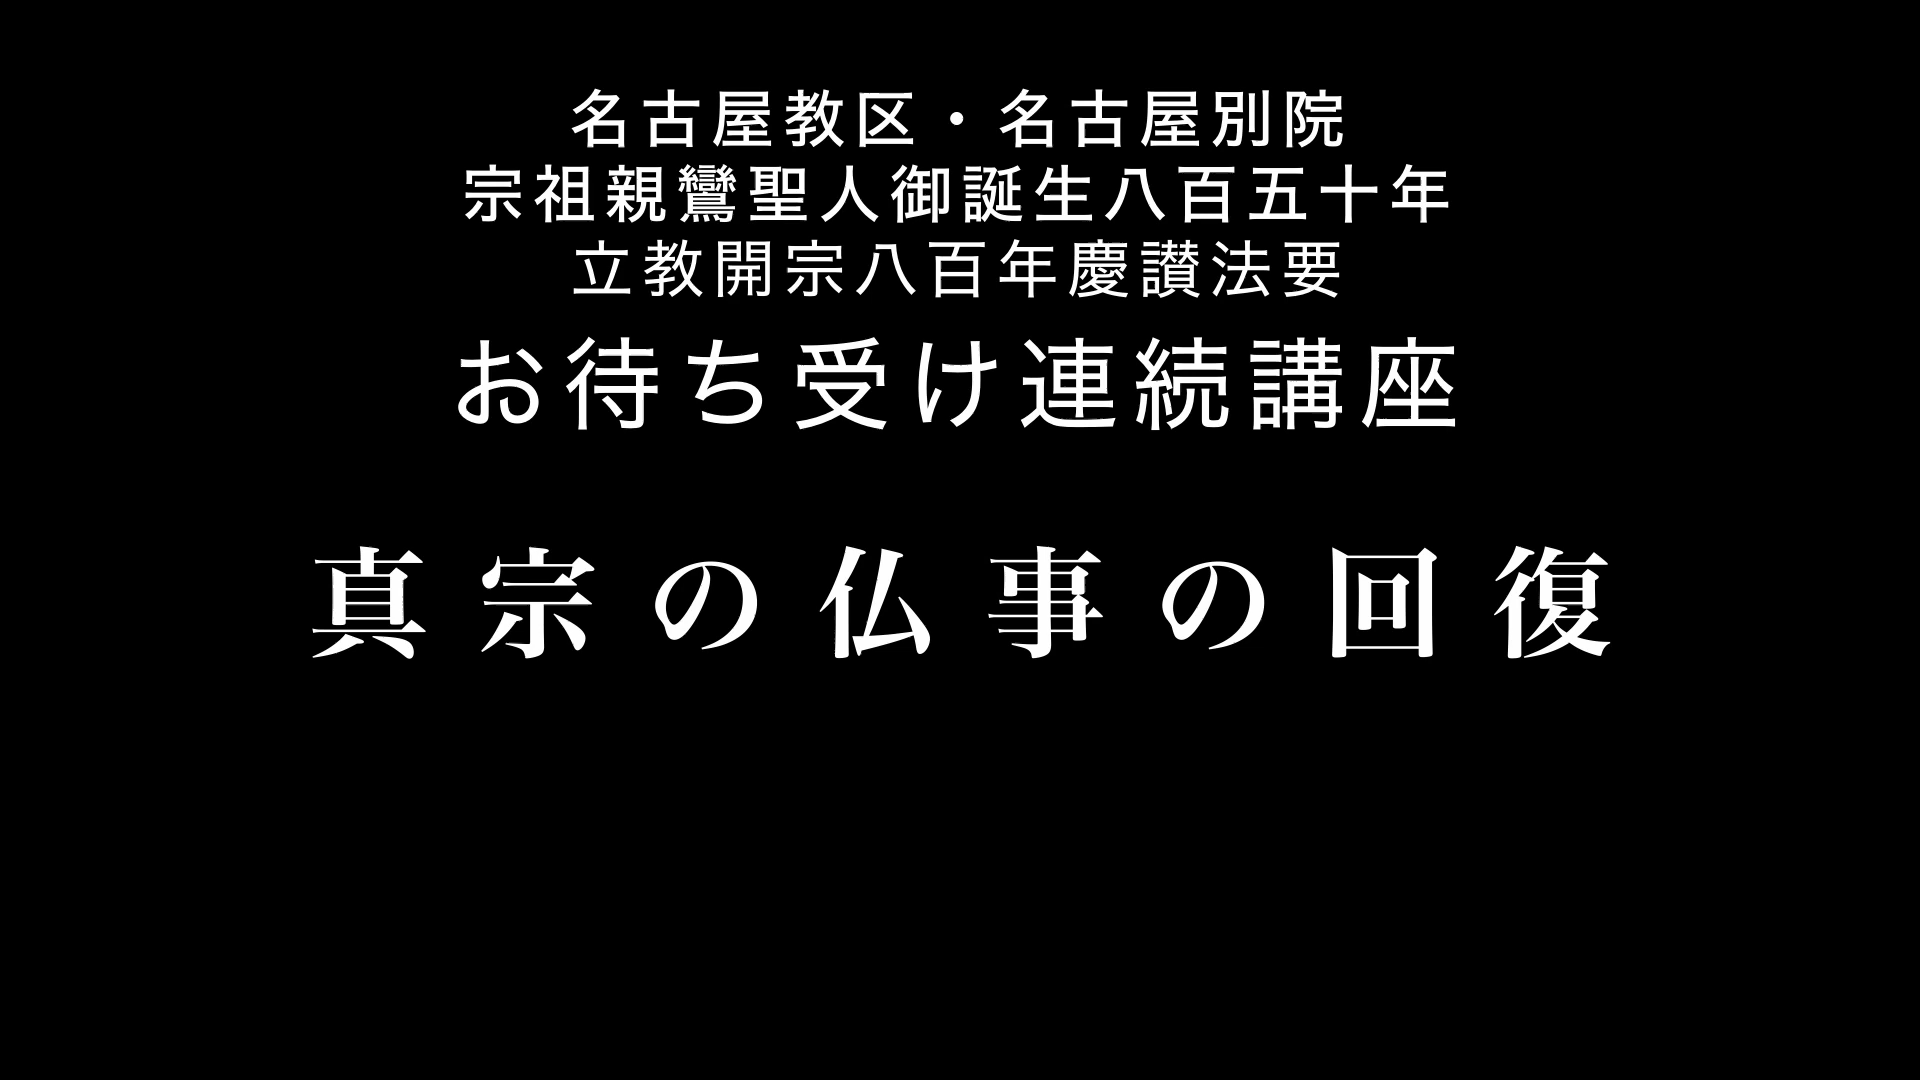 名古屋教区・名古屋別院
宗祖親鸞聖人御誕生八百五十年
立教開宗八百年慶讃法要
お待ち受け連続講座
真宗の仏事の回復